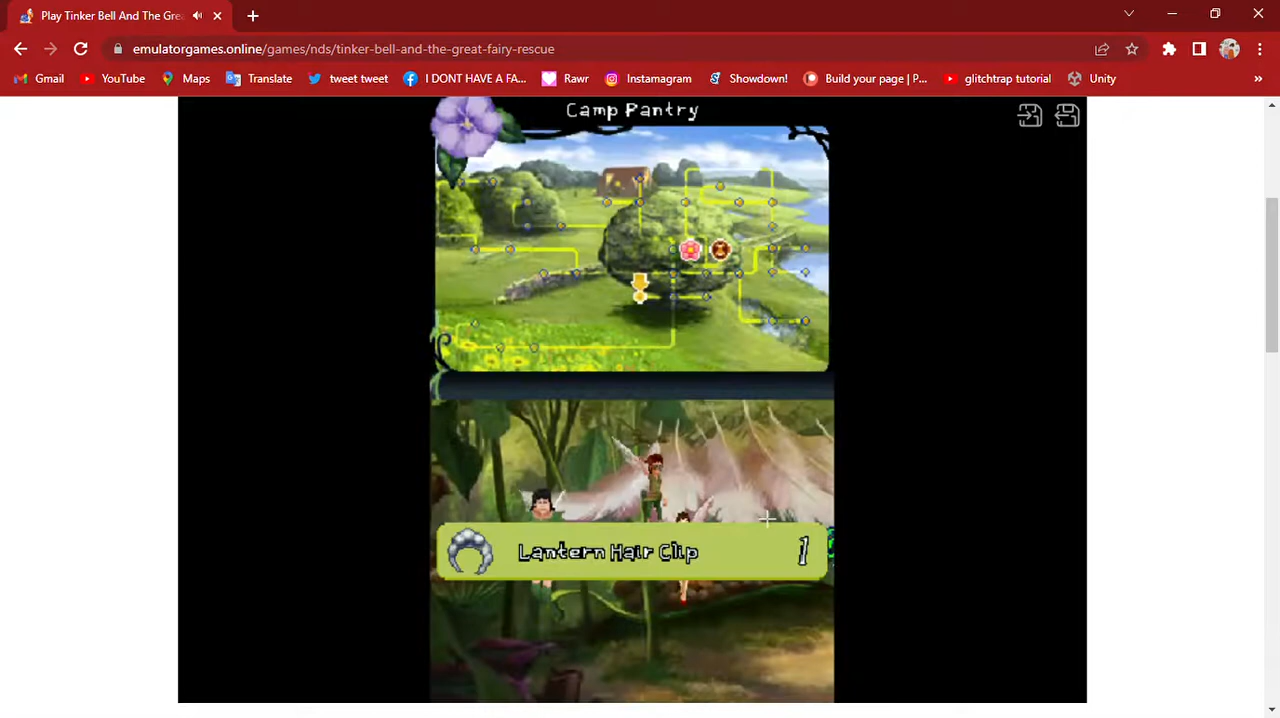 Play Tinker Bell And The Grea
emulatorgames.online/games/nds/tinker-bell-and-the-great-fairy-rescue
Gmail YouTube Maps Translate tweet tweet I DONT HAVE A FA... Rawr Instamagram Showdown! Build your page | P... glitchtrap tutorial Unity »
Camp Pantry
Lantern Hair Clip 1